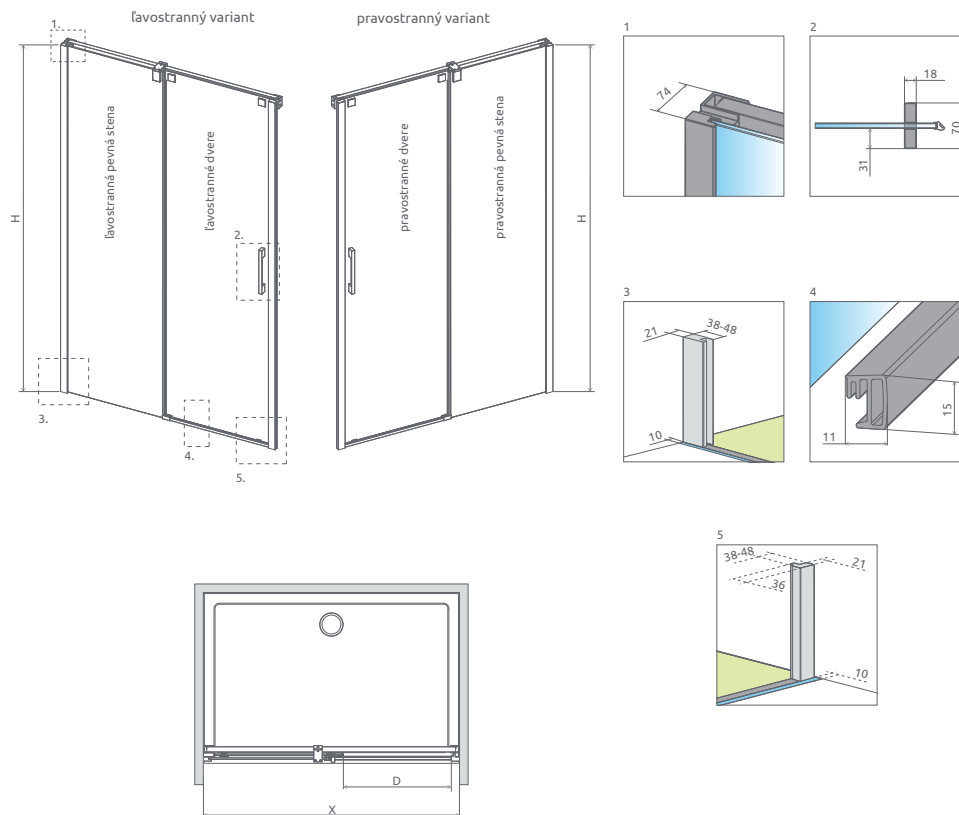 ľavostranný variant
pravostranný variant
1.
H
ľavostranná pevná stena
ľavostranné dvere
2.
3.
4.
5.
pravostranné dvere
pravostranná pevná stena
H
1
74
2
18
70
31
3
21
38-48
10
4
15
11
5
38-48
21
36
10
D
X